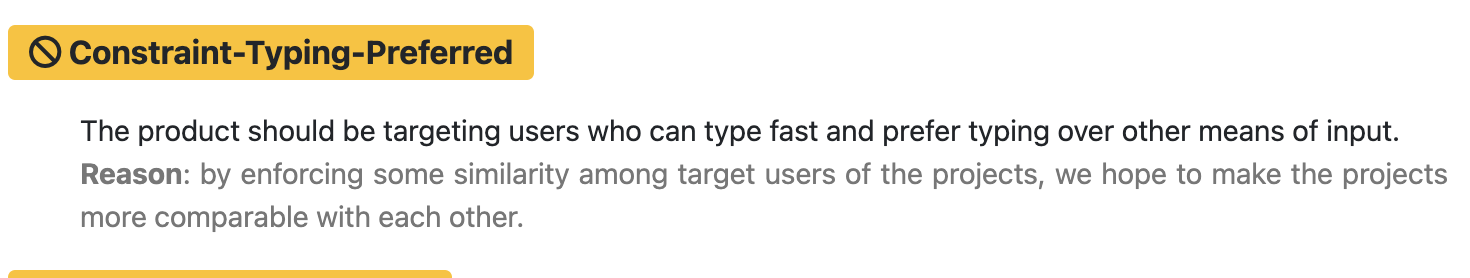 Constraint-Typing-Preferred
The product should be targeting users who can type fast and prefer typing over other means of input.
Reason: by enforcing some similarity among target users of the projects, we hope to make the projects
more comparable with each other.